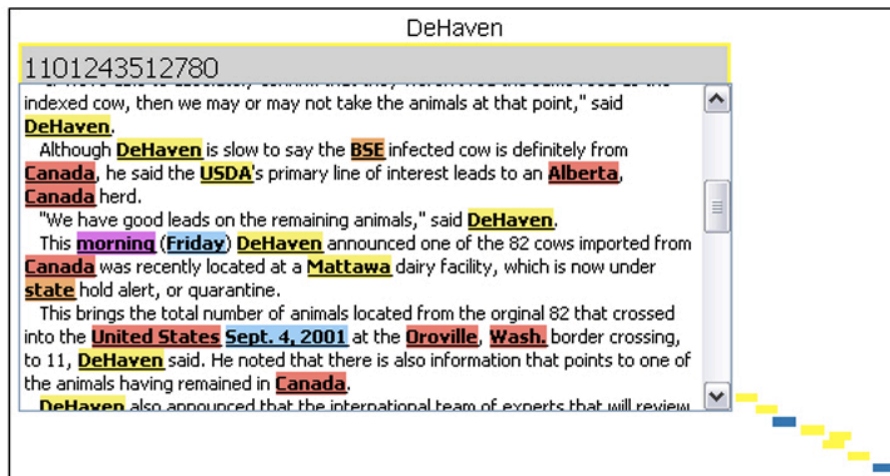 DeHaven
1101243512780
indexed cow, then we may or may not take the animals at that point," said
DeHaven.
Although DeHaven is slow to say the BSE infected cow is definitely from
Canada, he said the USDA's primary line of interest leads to an Alberta,
Canada herd.
"We have good leads on the remaining animals," said DeHaven.
This morning (Friday) DeHaven announced one of the 82 cows imported from
Canada was recently located at a Mattawa dairy facility, which is now under
state hold alert, or quarantine.
This brings the total number of animals located from the orginal 82 that crossed
into the United States Sept. 4, 2001 at the Oroville, Wash. border crossing,
to 11, DeHaven said. He noted that there is also information that points to one of
the animals having remained in Canada.
DeHaven also announced that the international team of experts that will review